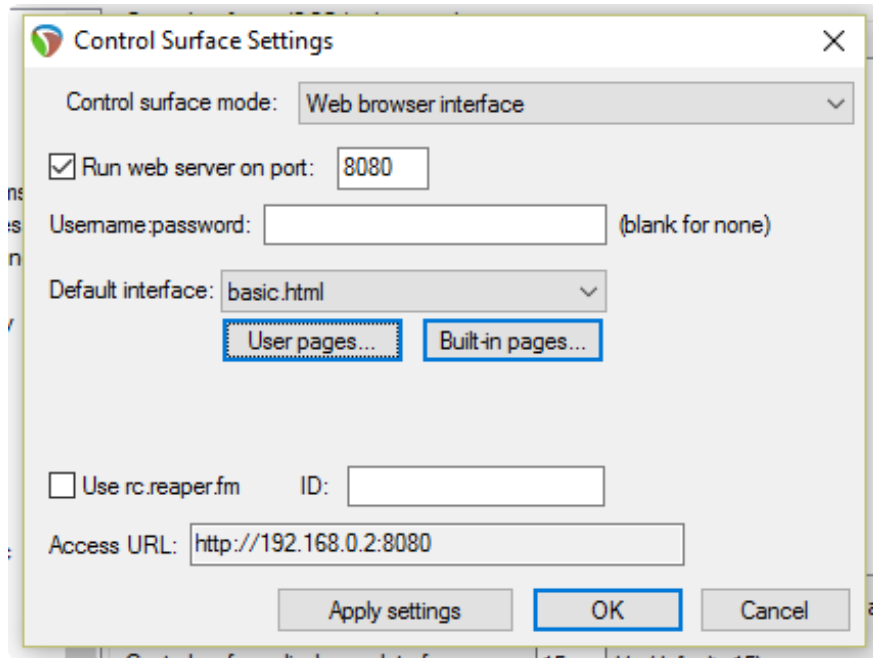 Control Surface Settings
Control surface mode: Web browser interface
Run web server on port: 8080
Username:password: (blank for none)
Default interface: basic.html
User pages... Built-in pages...
Use rc.reaper.fm ID:
Access URL: http://192.168.0.2:8080
Apply settings OK Cancel